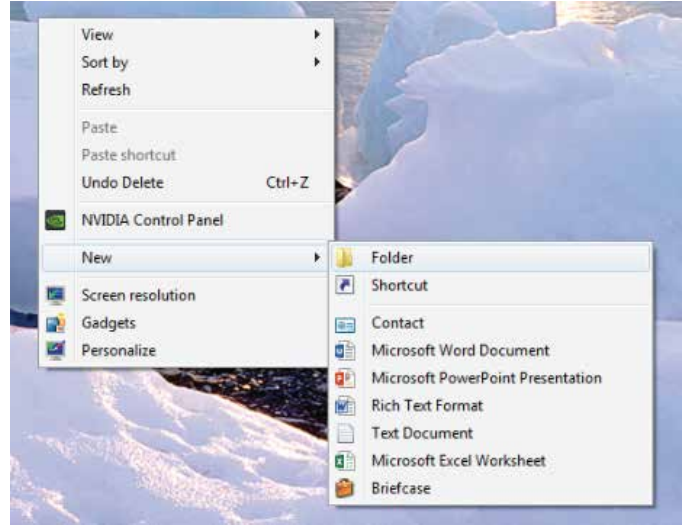 View
Sort by
Refresh
Paste
Paste shortcut
Undo Delete Ctrl+Z
NVIDIA Control Panel
New
Screen resolution
Gadgets
Personalize
Folder
Shortcut
Contact
Microsoft Word Document
Microsoft PowerPoint Presentation
Rich Text Format
Text Document
Microsoft Excel Worksheet
Briefcase